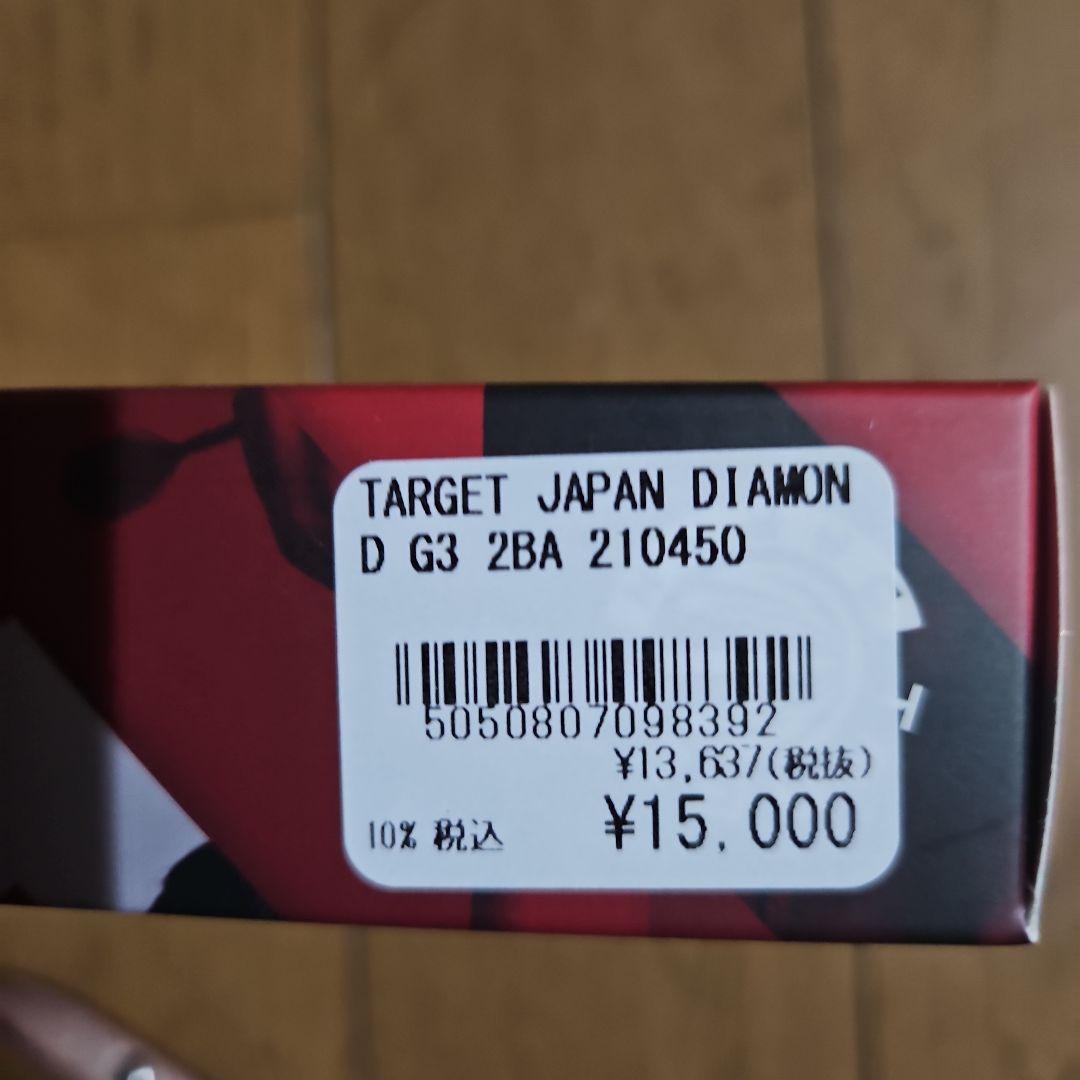 TARGET JAPAN DIAMON
D G3 2BA 210450
5050807098392
¥13,637(税抜)
10% 税込 ¥15,000